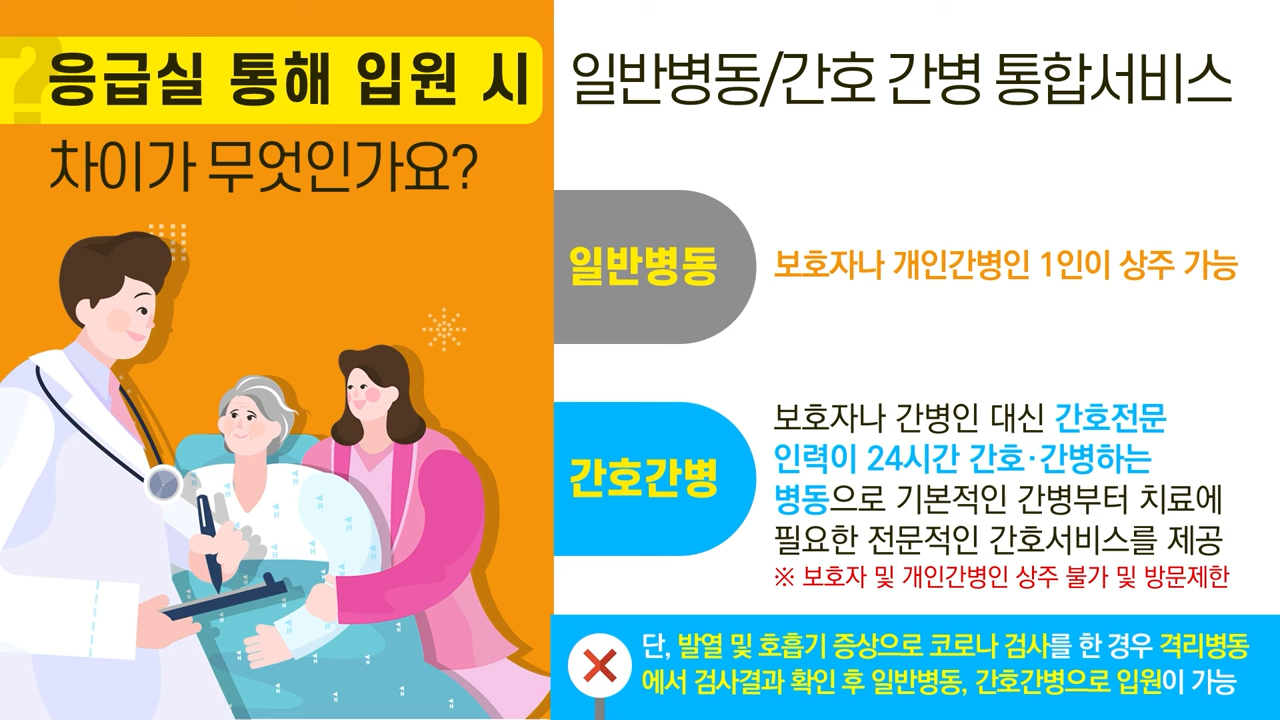 응급실 통해 입원 시
차이가 무엇인가요?
일반병동/간호 간병 통합서비스
일반병동
보호자나 개인간병인 1인이 상주 가능
간호간병
보호자나 간병인 대신 간호전문
인력이 24시간 간호·간병하는
병동으로 기본적인 간병부터 치료에
필요한 전문적인 간호서비스를 제공
※ 보호자 및 개인간병인 상주 불가 및 방문제한
단, 발열 및 호흡기 증상으로 코로나 검사를 한 경우 격리병동
에서 검사결과 확인 후 일반병동, 간호간병으로 입원이 가능